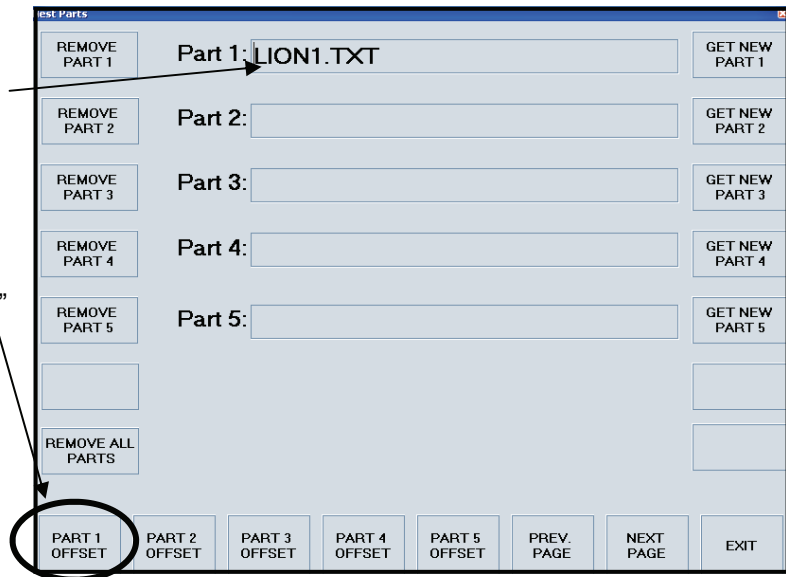 Nest Parts
REMOVE
PART 1
Part 1: LION1.TXT
GET NEW
PART 1
REMOVE
PART 2
Part 2:
GET NEW
PART 2
REMOVE
PART 3
Part 3:
GET NEW
PART 3
REMOVE
PART 4
Part 4:
GET NEW
PART 4
”
REMOVE
PART 5
Part 5:
GET NEW
PART 5
REMOVE ALL
PARTS
PART 1
OFFSET
PART 2
OFFSET
PART 3
OFFSET
PART 4
OFFSET
PART 5
OFFSET
PREV.
PAGE
NEXT
PAGE
EXIT